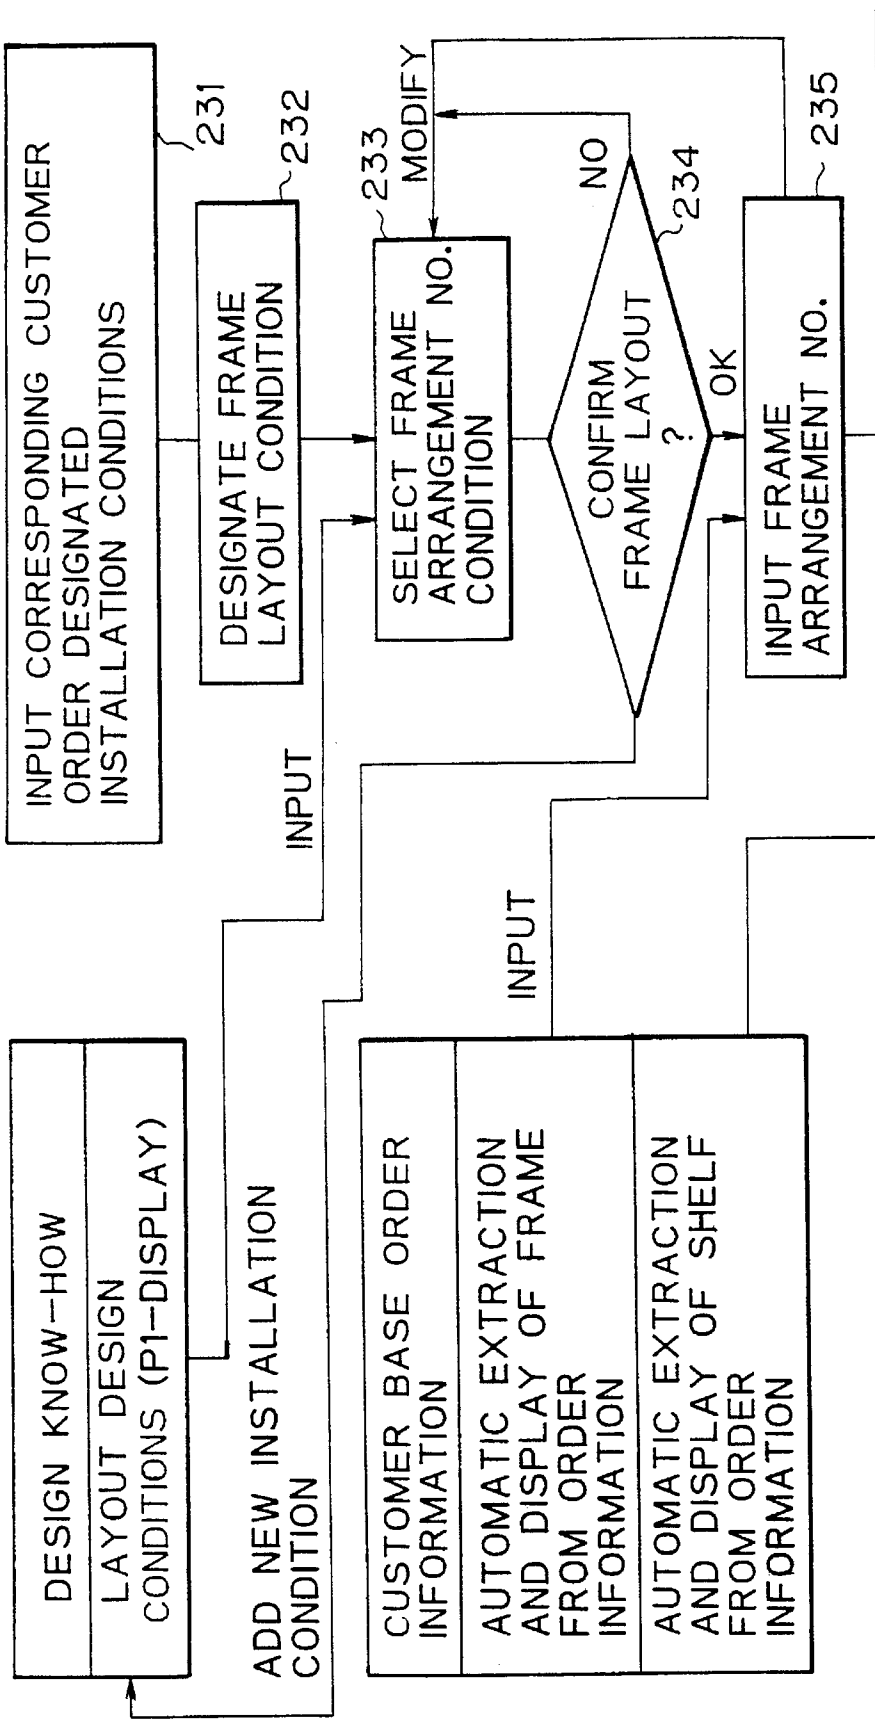 INPUT CORRESPONDING CUSTOMER
ORDER DESIGNATED
INSTALLATION CONDITIONS
231
DESIGNATE FRAME
LAYOUT CONDITION
232
SELECT FRAME
ARRANGEMENT NO.
CONDITION
233
MODIFY
CONFIRM
FRAME LAYOUT
?
NO
234
OK
INPUT FRAME
ARRANGEMENT NO.
235
DESIGN KNOW-HOW
LAYOUT DESIGN
CONDITIONS (P1-DISPLAY)
INPUT
ADD NEW INSTALLATION
CONDITION
CUSTOMER BASE ORDER
INFORMATION
AUTOMATIC EXTRACTION
AND DISPLAY OF FRAME
FROM ORDER
INFORMATION
INPUT
AUTOMATIC EXTRACTION
AND DISPLAY OF SHELF
FROM ORDER
INFORMATION